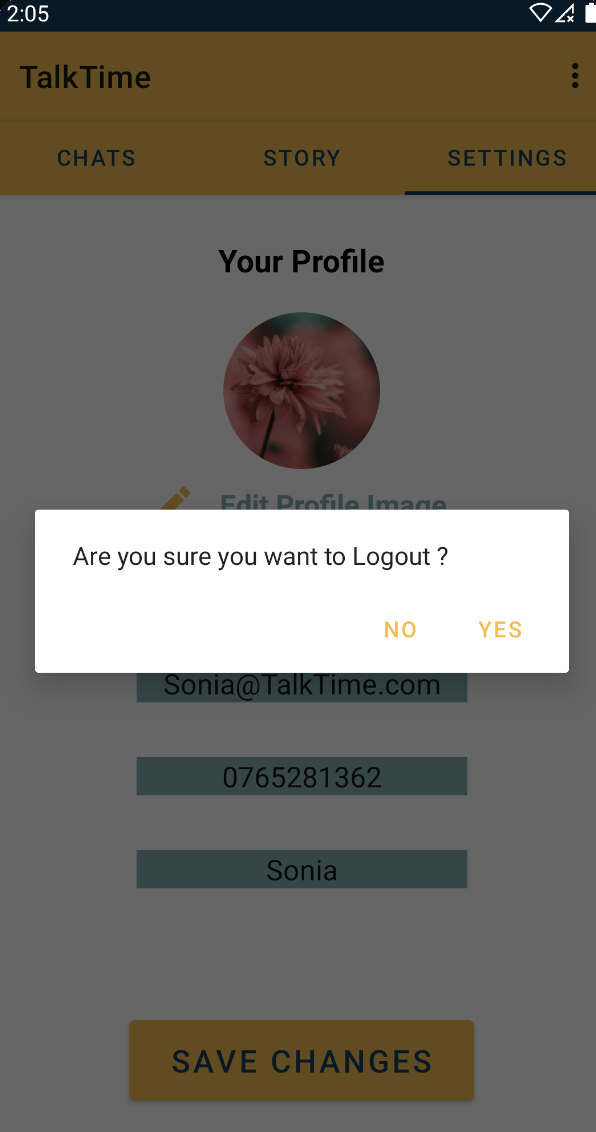 2:05
TalkTime
CHATS STORY SETTINGS
Your Profile
Edit Profile Image
Are you sure you want to Logout ?
NO YES
Sonia@TalkTime.com
0765281362
Sonia
SAVE CHANGES